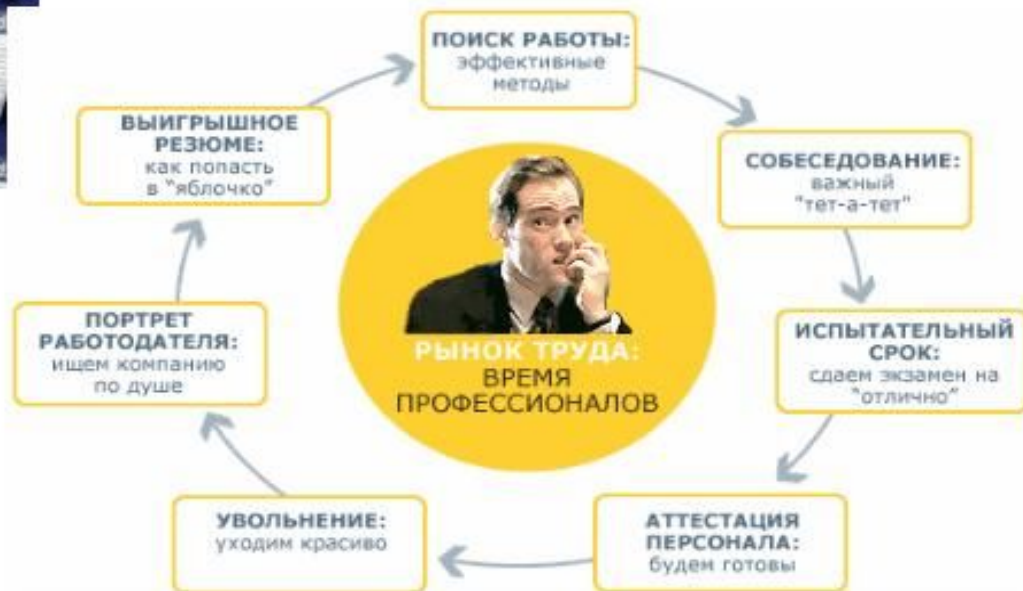 ПОИСК РАБОТЫ:
эффективные
методы
СОБЕСЕДОВАНИЕ:
важный
"тет-а-тет"
ИСПЫТАТЕЛЬНЫЙ
СРОК:
сдаем экзамен на
"отлично"
АТТЕСТАЦИЯ
ПЕРСОНАЛА:
будем готовы
УВОЛЬНЕНИЕ:
уходим красиво
ПОРТРЕТ
РАБОТОДАТЕЛЯ:
ищем компанию
по душе
ВЫИГРЫШНОЕ
РЕЗЮМЕ:
как попасть
в "яблочко"
РЫНОК ТРУДА:
ВРЕМЯ
ПРОФЕССИОНАЛОВ